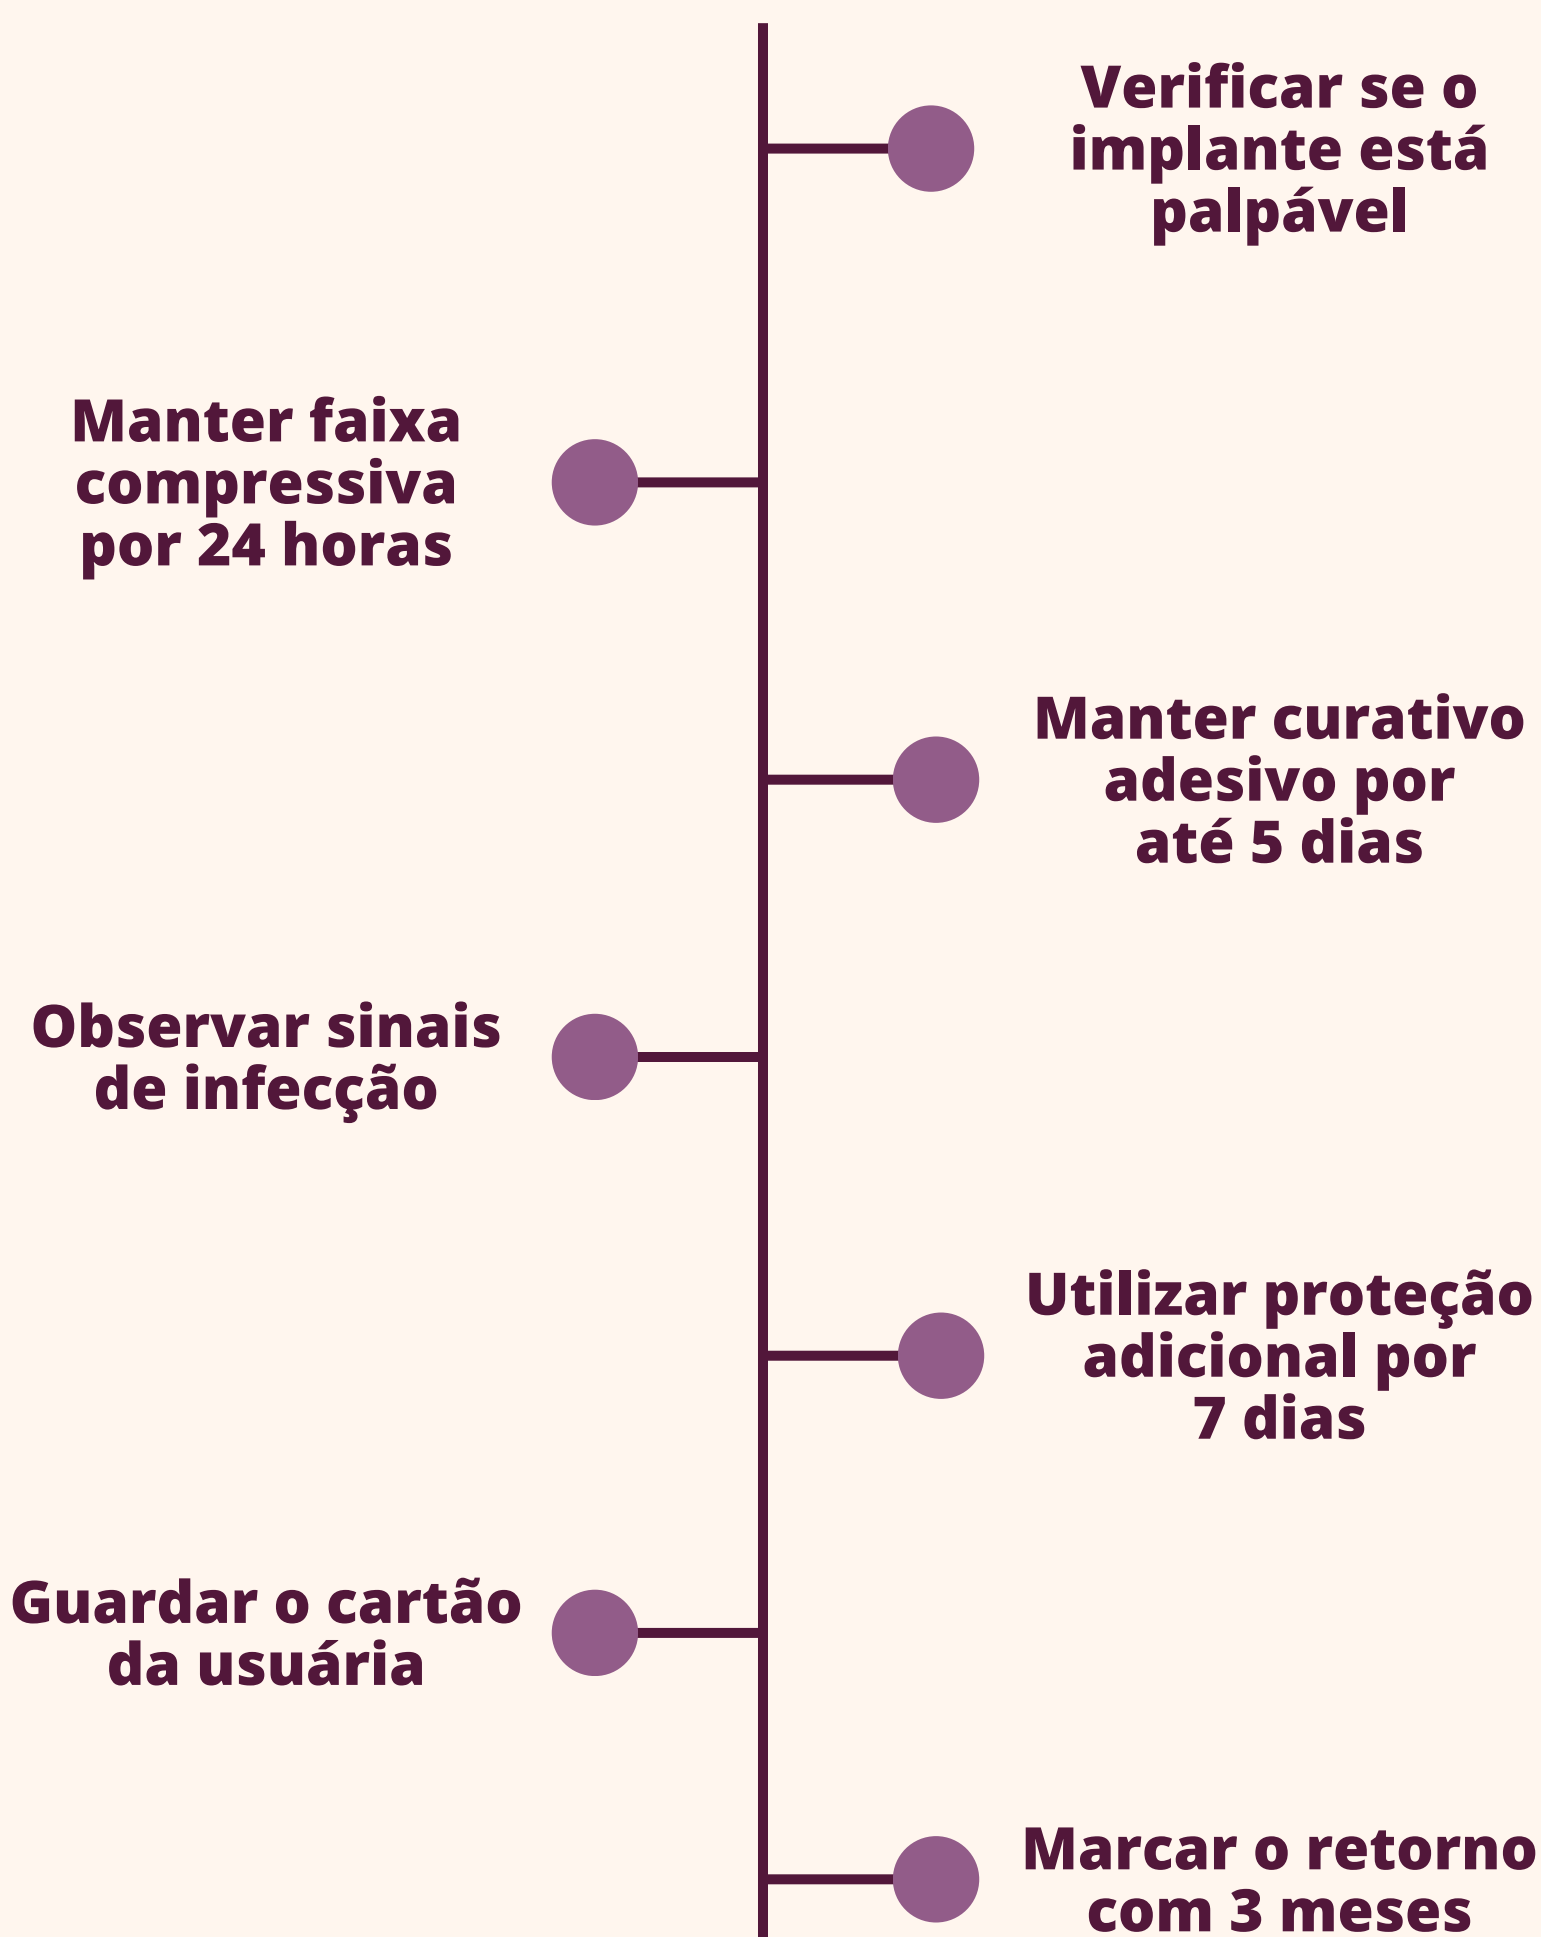 Verificar se o
implante está
palpável
Manter faixa
compressiva
por 24 horas
Manter curativo
adesivo por
até 5 dias
Observar sinais
de infecção
Utilizar proteção
adicional por
7 dias
Guardar o cartão
da usuária
Marcar o retorno
com 3 meses